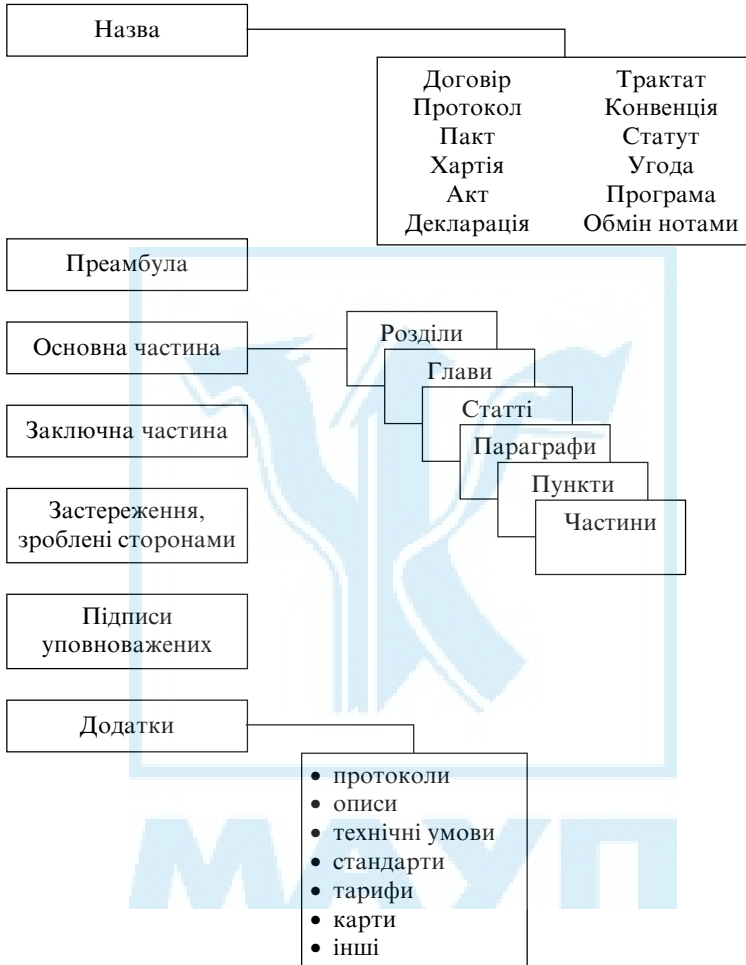 Назва
Договір Трактат
Протокол Конвенція
Пакт Статут
Хартія Угода
Акт Програма
Декларація Обмін нотами
Преамбула
Основна частина
Розділи
Глави
Статті
Параграфи
Пункти
Частини
Заключна частина
Застереження,
зроблені сторонами
Підписи
уповноважених
Додатки
• протоколи
• описи
• технічні умови
• стандарти
• тарифи
• карти
• інші
МАУП